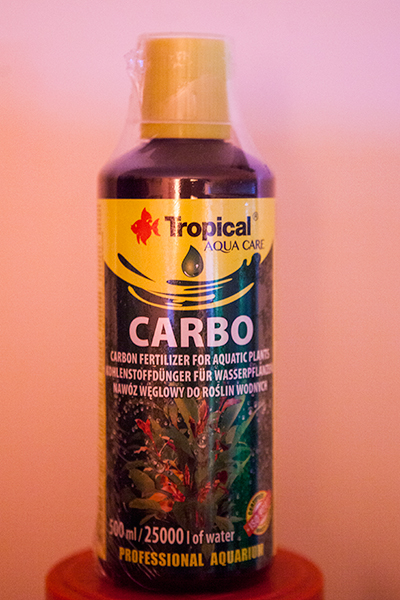 Tropical®
AQUA CARE
CARBO
CARBON FERTILIZER FOR AQUATIC PLANTS
KOHLENSTOFFDÜNGER FÜR WASSERPFLANZEN
NAWÓZ WĘGLOWY DO ROŚLIN WODNYCH
500 ml / 25000 l of water
PROFESSIONAL AQUARIUM